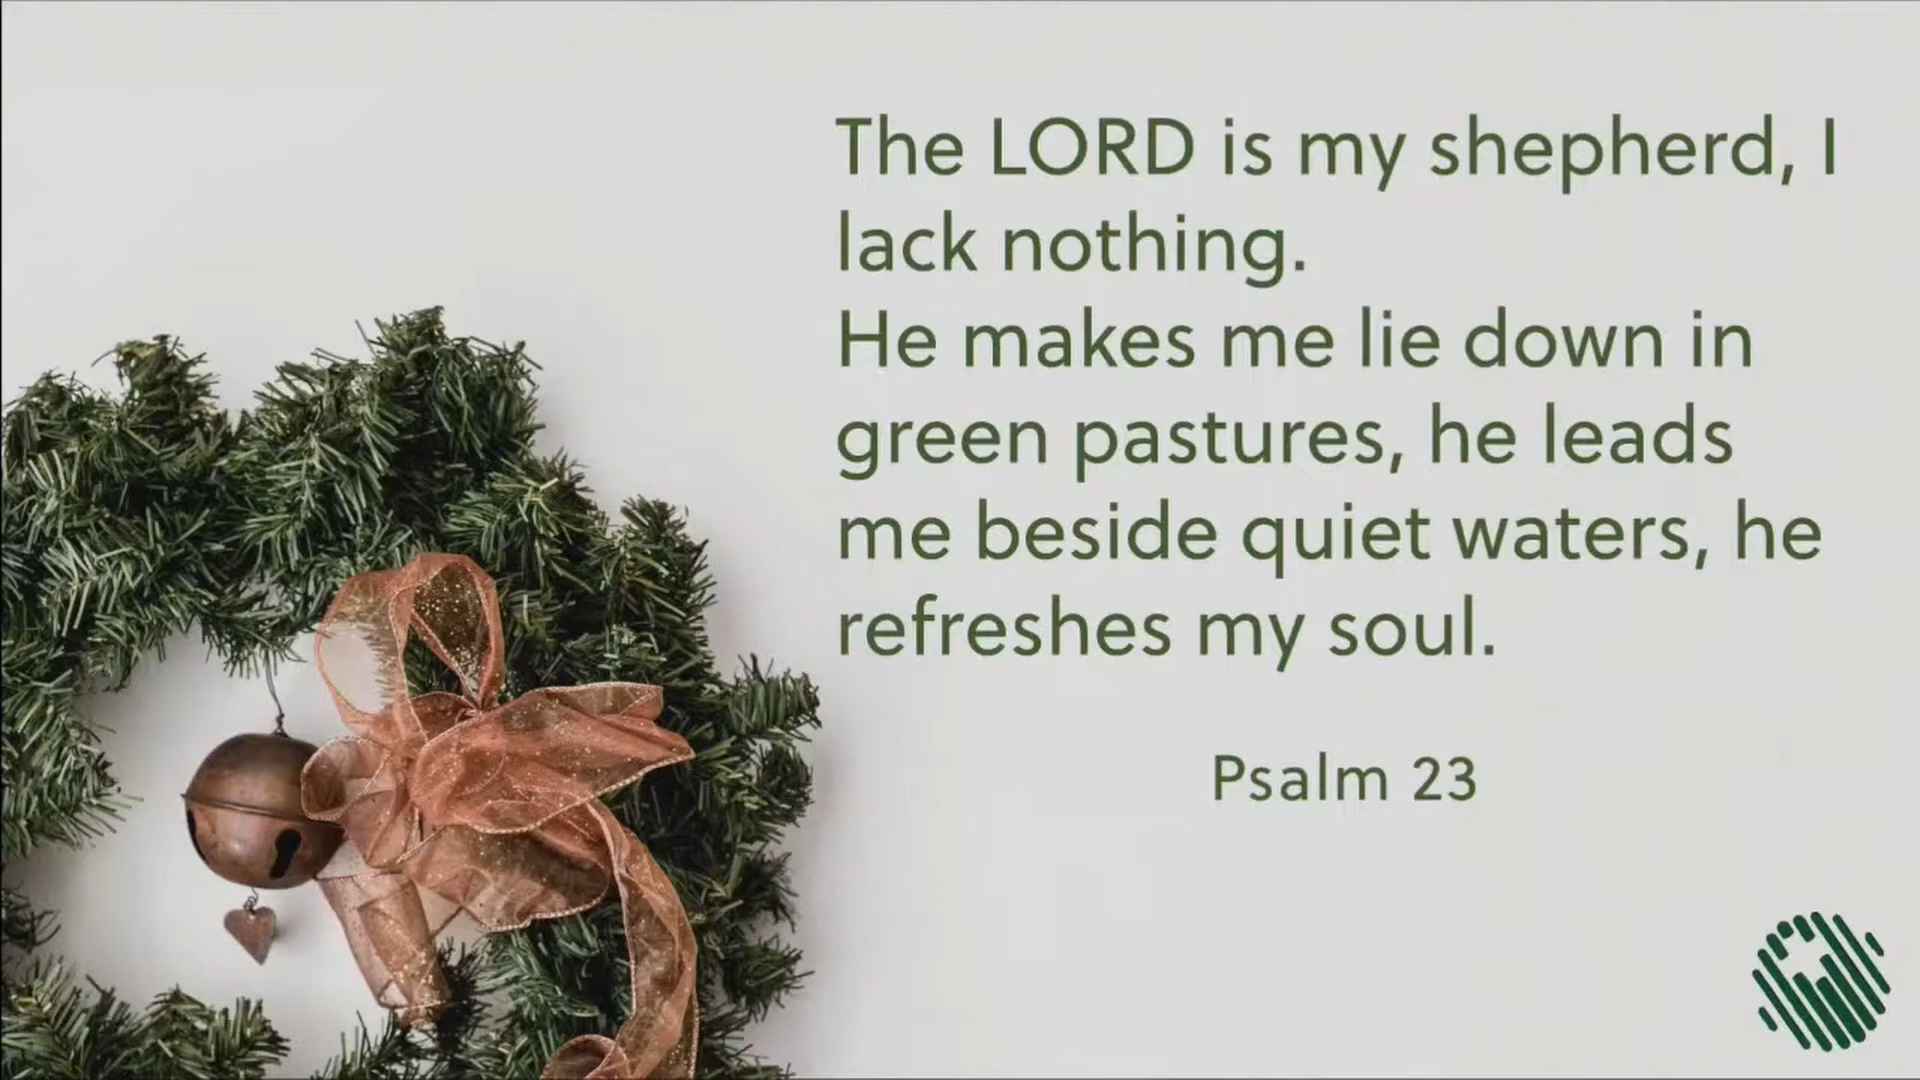 The LORD is my shepherd, I
lack nothing.
He makes me lie down in
green pastures, he leads
me beside quiet waters, he
refreshes my soul.
Psalm 23